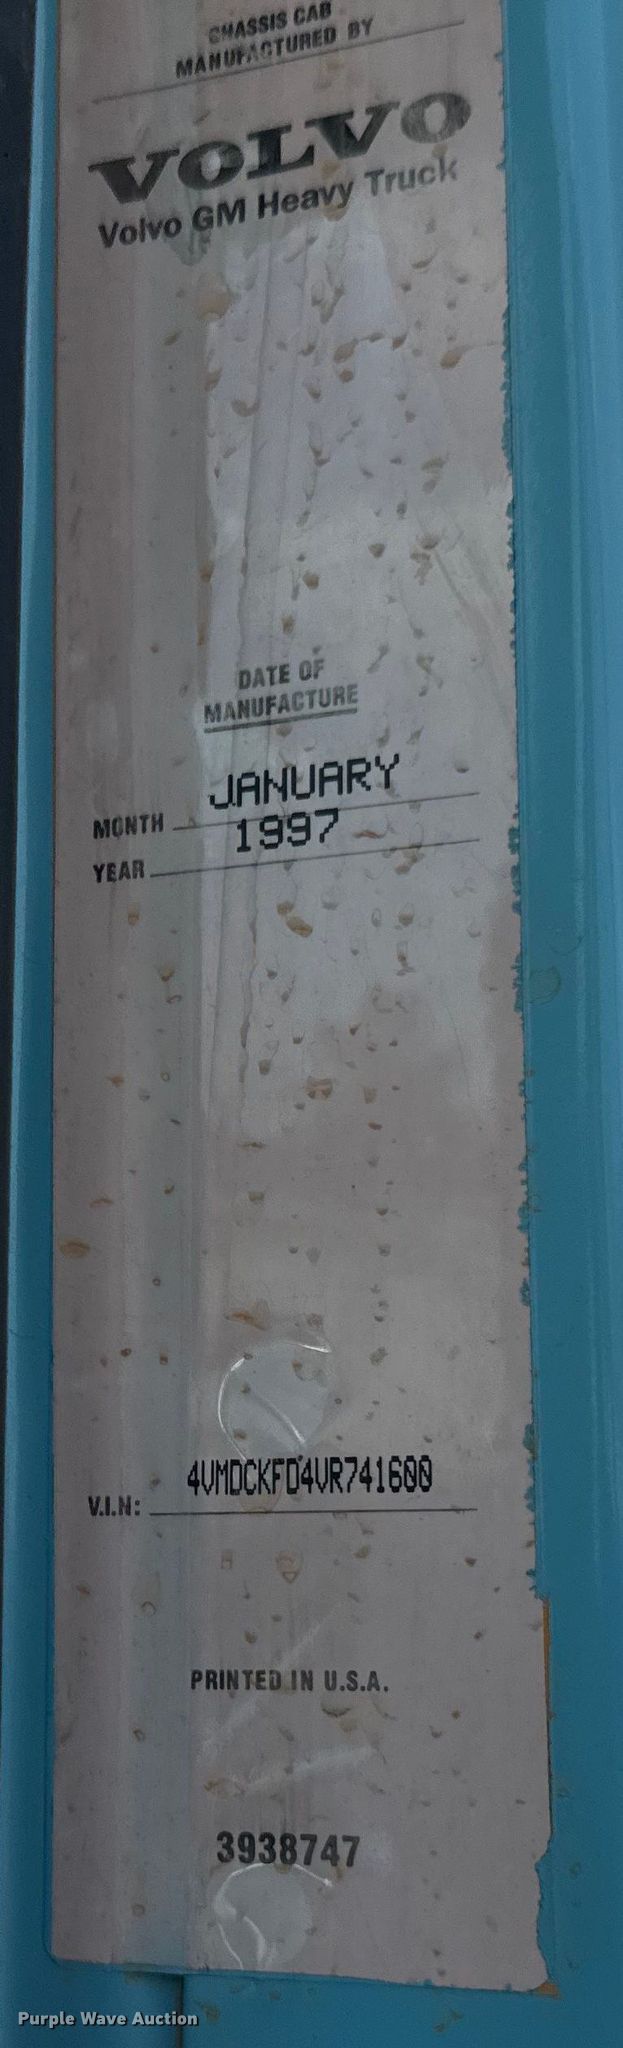 CHASSIS CAB
MANUFACTURED BY
VOLVO
Volvo GM Heavy Truck
DATE OF
MANUFACTURE
MONTH JANUARY
YEAR 1997
V.I.N: 4VMDCKFD4VR741600
PRINTED IN U.S.A.
3938747
Purple Wave Auction